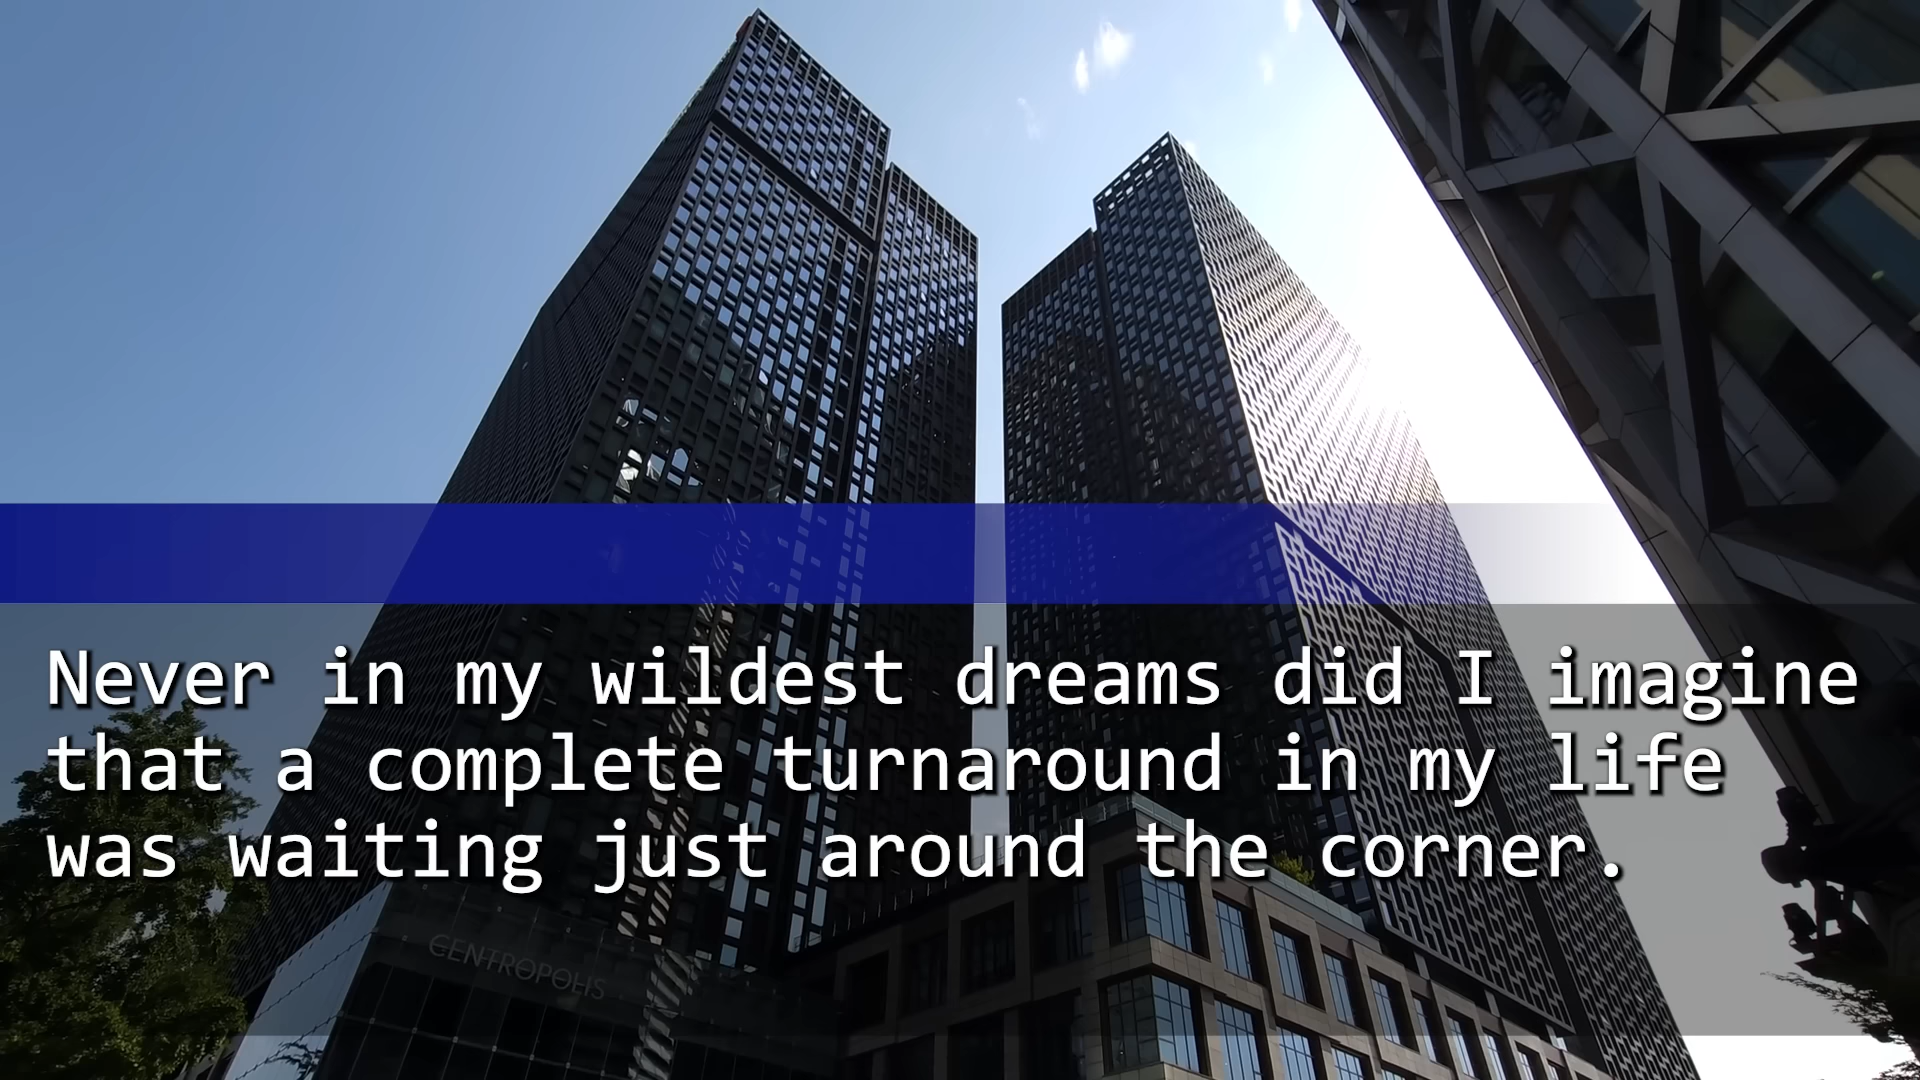 Never in my wildest dreams did I imagine
that a complete turnaround in my life
was waiting just around the corner.
CENTROPOLIS